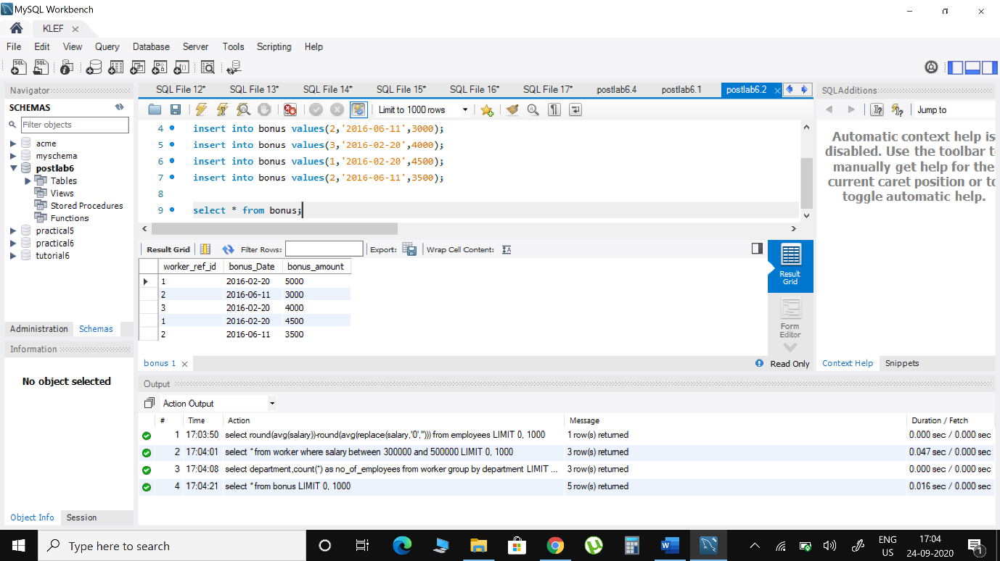 MySQL Workbench
KLEF
File Edit View Query Database Server Tools Scripting Help
Navigator
SCHEMAS
Filter objects
acme
myschema
postlab6
Tables
Views
Stored Procedures
Functions
practical5
practical6
tutorial6
Administration Schemas
Information
No object selected
Object Info Session
SQL File 12* SQL File 13* SQL File 14* SQL File 15* SQL File 16* SQL File 17* postlab6.4 postlab6.1 postlab6.2
Limit to 1000 rows
4 insert into bonus values(2,'2016-06-11',3000);
5 insert into bonus values(3,'2016-02-20',4000);
6 insert into bonus values(1,'2016-02-20',4500);
7 insert into bonus values(2,'2016-06-11',3500);
8
9 select * from bonus;
Result Grid Filter Rows: Export: Wrap Cell Content:
worker_ref_id bonus_Date bonus_amount
1 2016-02-20 5000
2 2016-06-11 3000
3 2016-02-20 4000
1 2016-02-20 4500
2 2016-06-11 3500
Result
Grid
Form
Editor
bonus 1
Read Only
SQLAdditions
Jump to
Automatic context help is
disabled. Use the toolbar t
manually get help for the
current caret position or to
toggle automatic help.
Context Help Snippets
Output
Action Output
# Time Action Message Duration / Fetch
1 17:03:50 select round(avg(salary))-round(avg(replace(salary,'0',''))) from employees LIMIT 0, 1000 1 row(s) returned 0.000 sec / 0.000 sec
2 17:04:01 select * from worker where salary between 300000 and 500000 LIMIT 0, 1000 3 row(s) returned 0.047 sec / 0.000 sec
3 17:04:08 select department,count(*) as no_of_employees from worker group by department LIMIT ... 3 row(s) returned 0.000 sec / 0.000 sec
4 17:04:21 select * from bonus LIMIT 0, 1000 5 row(s) returned 0.016 sec / 0.000 sec
Type here to search
ENG
US
17:04
24-09-2020
1